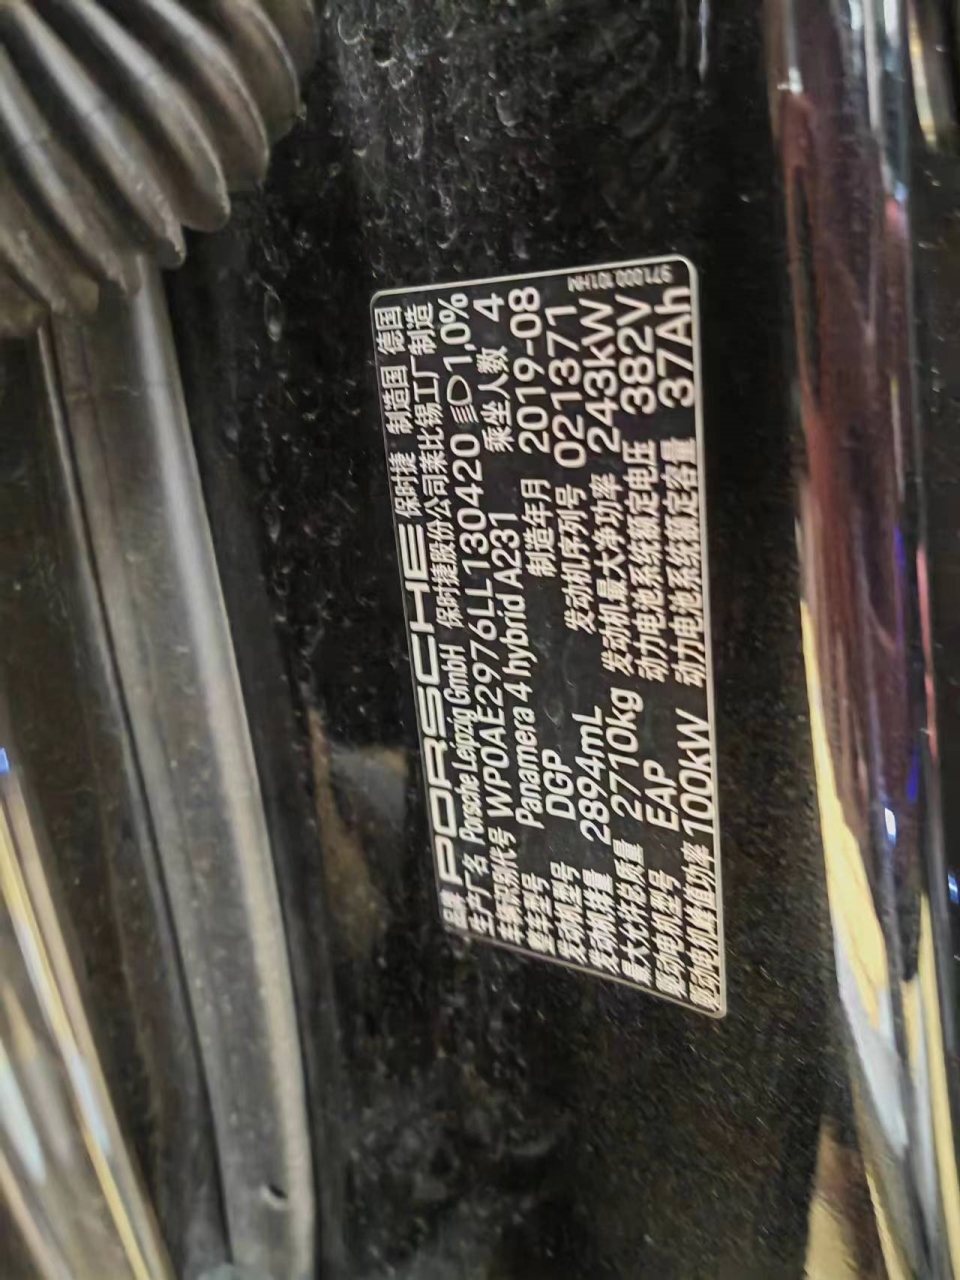 品牌 PORSCHE 保时捷 制造国 德国
生产厂名 Porsche Leipzig GmbH 保时捷股份公司莱比锡工厂制造
车辆识别代号 WP0AE2976LL130420 1,0%
整车型号 Panamera 4 hybrid A231 乘坐人数 4
发动机型号 DGP 制造年月 2019-08
发动机排量 2894mL 发动机序列号 021371
最大允许总质量 2710kg 发动机最大净功率 243kW
驱动电机型号 EAP 动力电池系统额定电压 382V
驱动电机峰值功率 100kW 动力电池系统额定容量 37Ah
971.000.101.HM